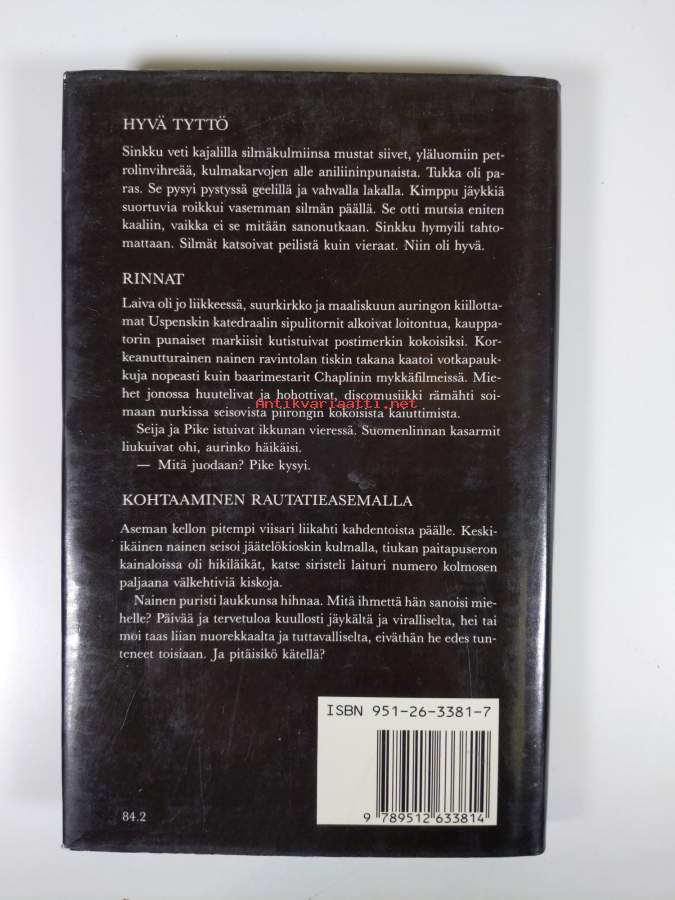 HYVÄ TYTTÖ
Sinkku veti kajalilla silmäkulmiinsa mustat siivet, yläluomiin pet-
rolinvihreää, kulmakarvojen alle aniliininpunaista. Tukka oli pa-
ras. Se pysyi pystyssä geelillä ja vahvalla lakalla. Kimppu jäykkiä
suortuvia roikkui vasemman silmän päällä. Se otti mutsia eniten
kaaliin, vaikka ei se mitään sanonutkaan. Sinkku hymyili tahto-
mattaan. Silmät katsoivat peilistä kuin vieraat. Niin oli hyvä.
RINNAT
Laiva oli jo liikkeessä, suurkirkko ja maaliskuun auringon kiillotta-
mat Uspenskin katedraalin sipulitornit alkoivat loitontua, kauppa-
torin punaiset markiisit kutistuivat postimerkin kokoisiksi. Kor-
keanutturainen nainen ravintolan tiskin takana kaatoi votkapauk-
kuja nopeasti kuin baarimestarit Chaplinin mykkäfilmeissä. Mie-
het jonossa huutelivat ja hohottivat, discomusiikki rämähti soi-
Antikvariaatti.net
maan nurkissa seisovista piirongin kokoisista kaiuttimista.
Seija ja Pike istuivat ikkunan vieressä. Suomenlinnan kasarmit
liukuivat ohi, aurinko häikäisi.
— Mitä juodaan? Pike kysyi.
KOHTAAMINEN RAUTATIEASEMALLA
Aseman kellon pitempi viisari liikahti kahdentoista päälle. Keski-
ikäinen nainen seisoi jäätelökioskin kulmalla, tiukan paitapuseron
kainaloissa oli hikiläikät, katse siristeli laituri numero kolmosen
paljaana välkehtiviä kiskoja.
Nainen puristi laukkunsa hihnaa. Mitä ihmettä hän sanoisi mie-
helle? Päivää ja tervetuloa kuullosti jäykältä ja viralliselta, hei tai
moi taas liian nuorekkaalta ja tuttavalliselta, eiväthän he edes tun-
teneet toisiaan. Ja pitäisikö kätellä?
ISBN 951-26-3381-7
9 789512 633814
84.2